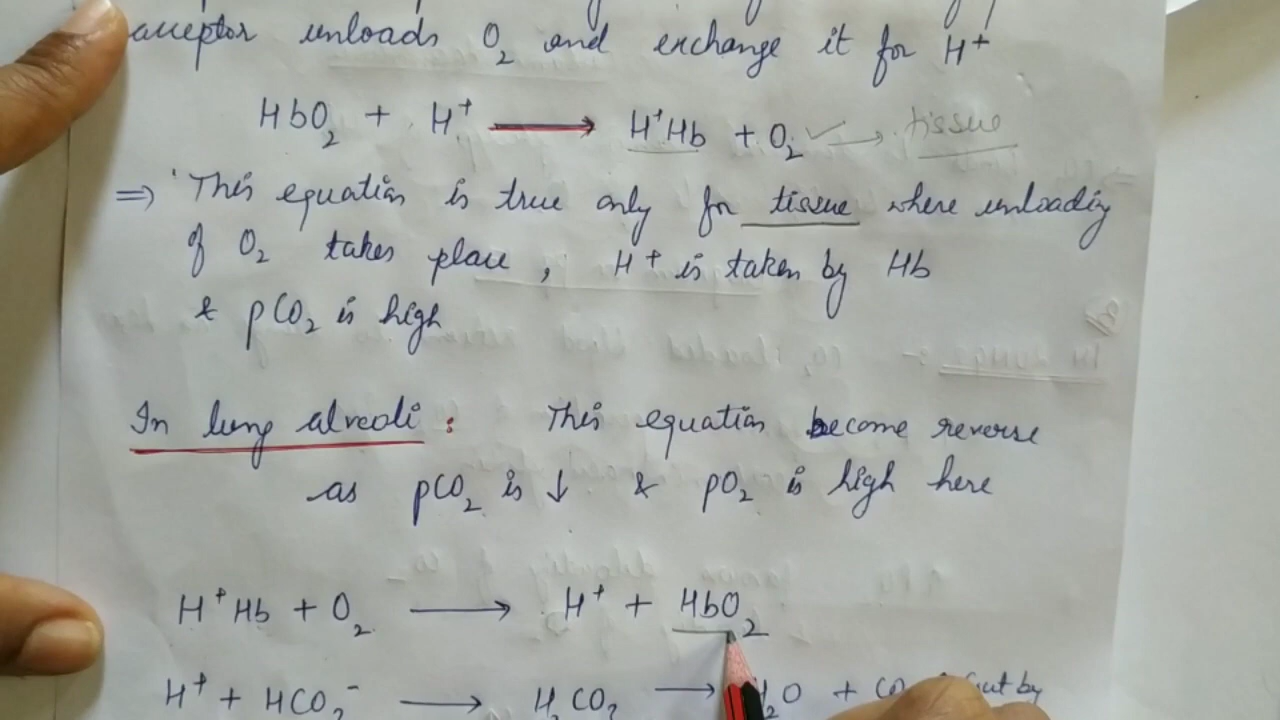 acceptor unloads O₂ and exchange it for H⁺
HbO₂ + H⁺ ⟶ H⁺Hb + O₂ ✓ → tissue
⇒ This equation is true only for tissue where unloading
of O₂ takes place, H⁺ is taken by Hb
& pCO₂ is high
In lung alveoli : This equation become reverse
as pCO₂ is ↓ & pO₂ is high here
H⁺Hb + O₂ ⟶ H⁺ + HbO₂
H⁺ + HCO₃⁻ ⟶ H₂CO₃ ⟶ H₂O + CO₂ out by